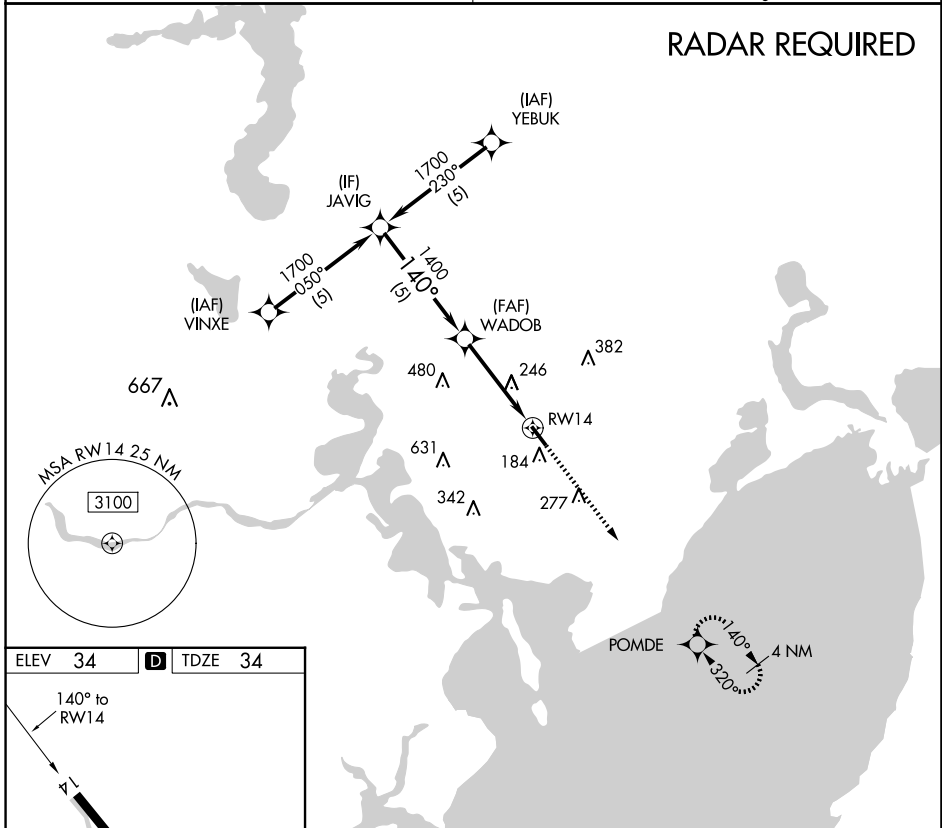 RADAR REQUIRED
(IAF)
YEBUK
1700
230°
(5)
(IF)
JAVIG
1700
050°
(5)
1400
140°
(5)
(IAF)
VINXE
(FAF)
WADOB
382
480
246
667
RW14
631
184
MSA RW14 25 NM
342
277
3100
POMDE
140°
4 NM
320°
ELEV 34 D TDZE 34
140° to
RW14
14